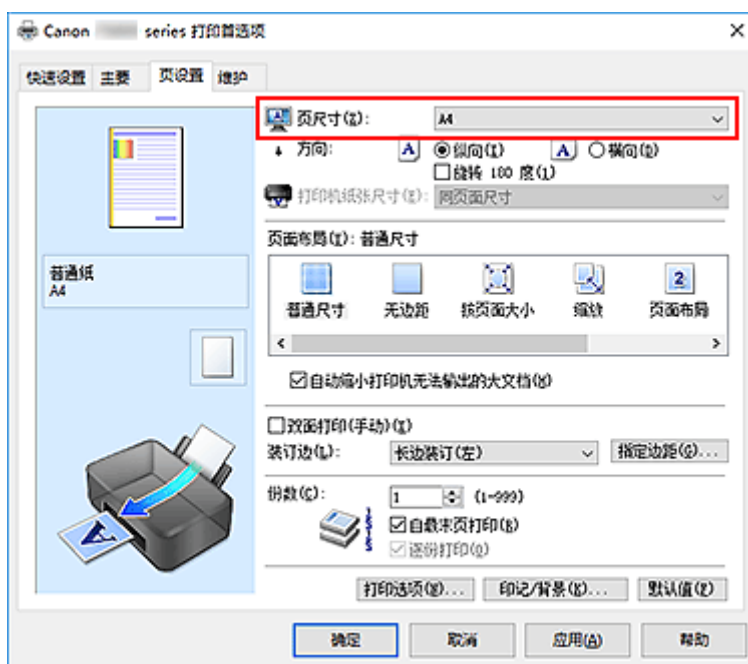 Canon series 打印首选项
快速设置 主要 页设置 维护
页尺寸(Z): A4
方向: A 纵向(I) A 横向(D)
旋转 180 度(1)
打印机纸张尺寸(E): 同页面尺寸
页面布局(I): 普通尺寸
普通尺寸 无边距 按页面大小 缩放 页面布局
普通纸
A4
自动缩小打印机无法输出的大文档(8)
双面打印(手动)(X)
装订边(L): 长边装订(左) 指定边距(G)...
份数(C): 1 (1-999)
自最末页打印(R)
逐份打印(O)
打印选项(N)... 印记/背景(K)... 默认值(F)
确定 取消 应用(A) 帮助